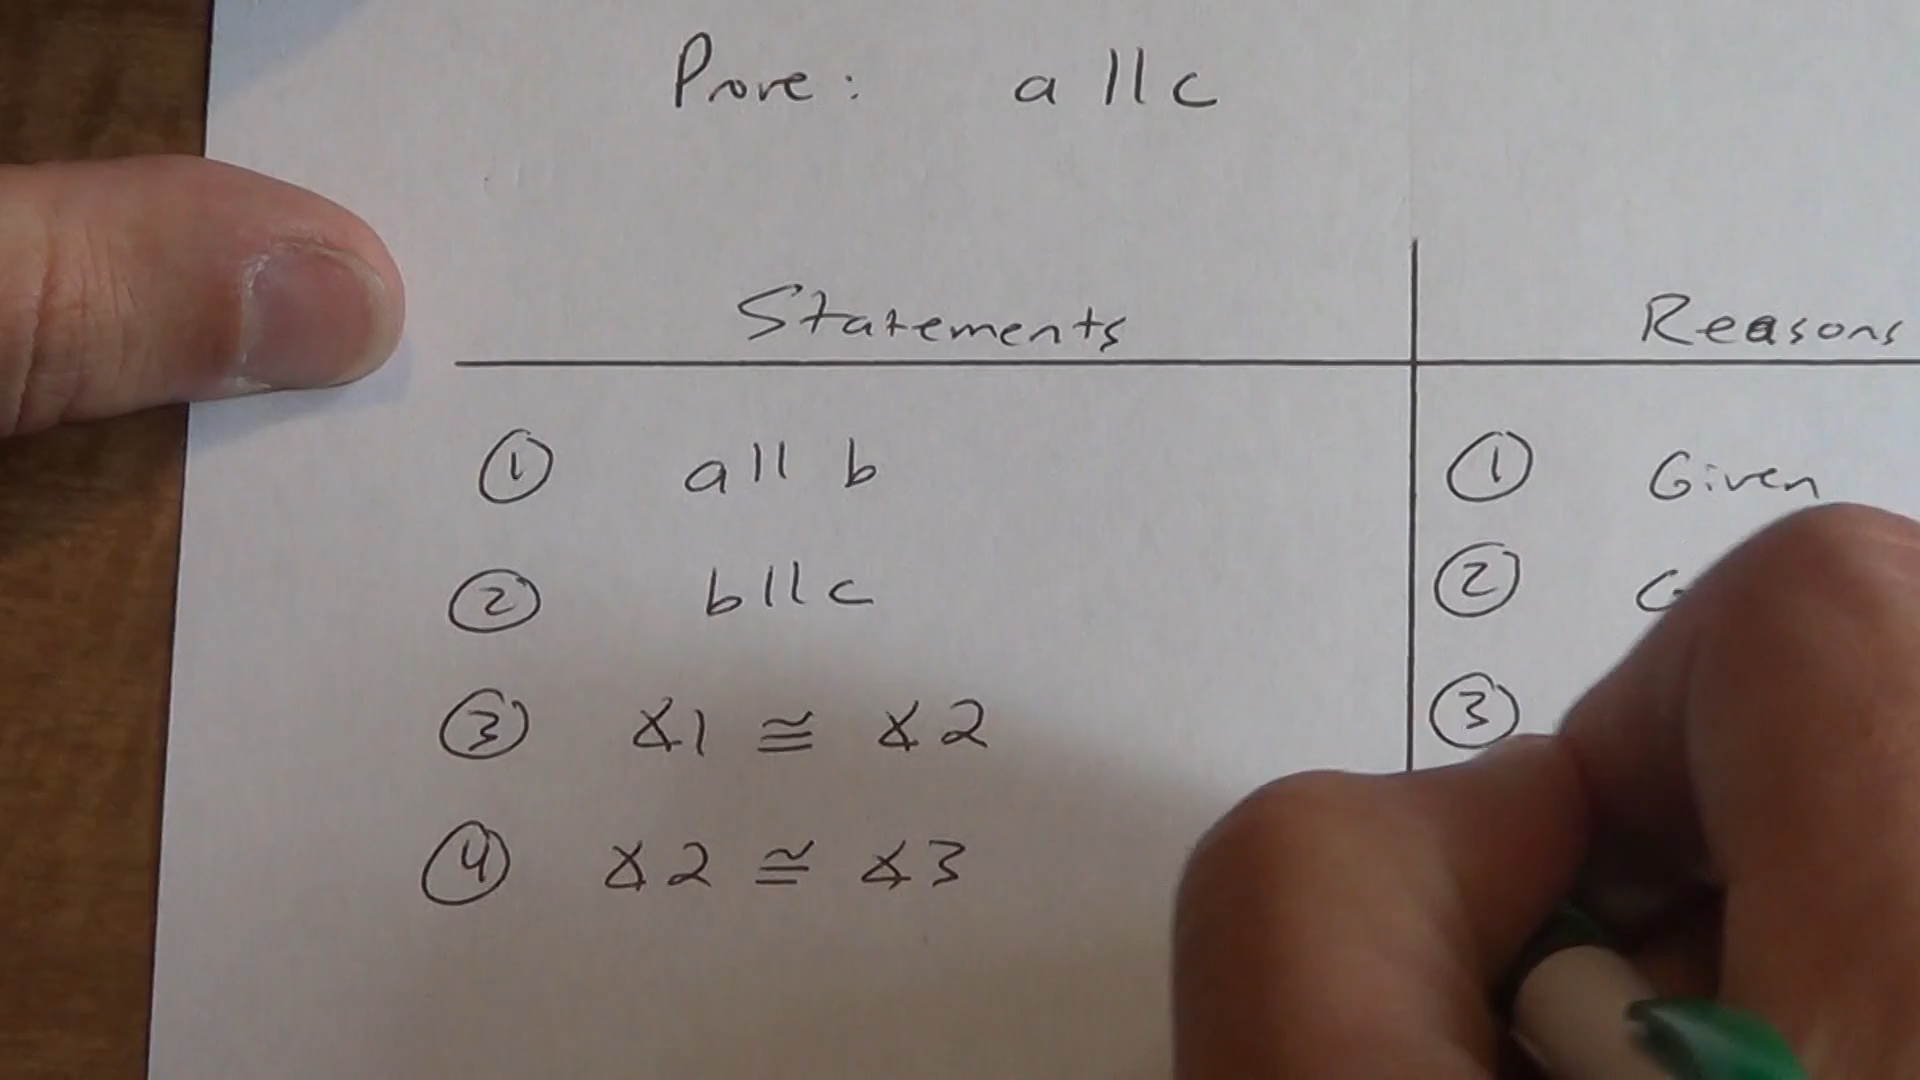 Prove: a || c
Statements Reasons
① a || b ① Given
② b || c ②
③ ∡1 ≅ ∡2 ③
④ ∡2 ≅ ∡3